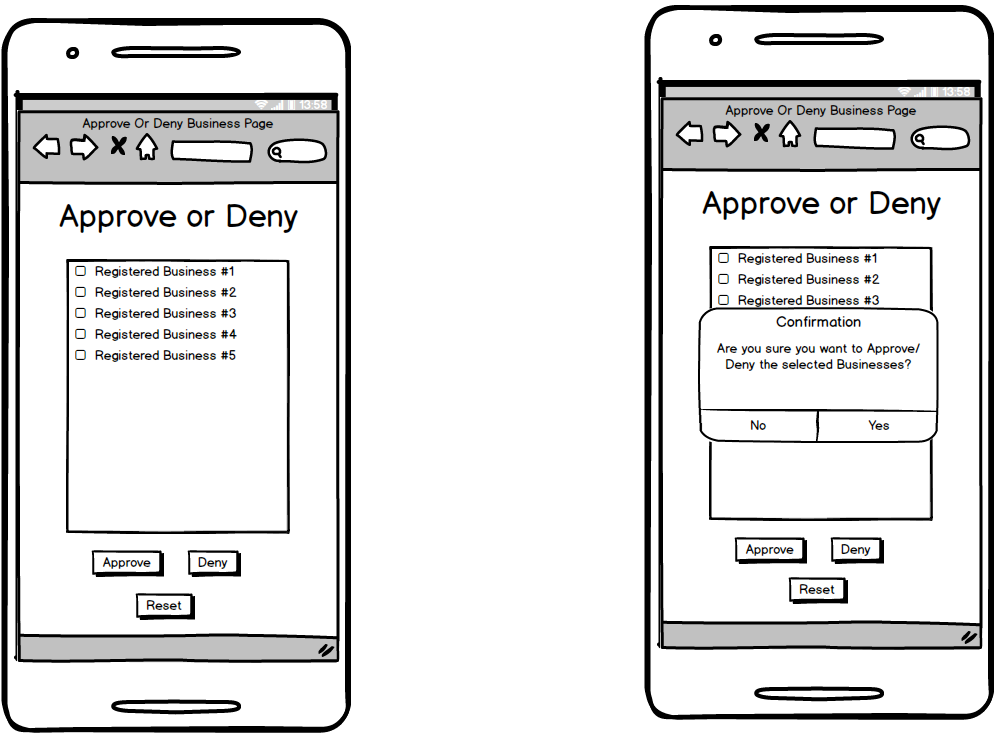 13:58
Approve Or Deny Business Page
Approve or Deny
Registered Business #1
Registered Business #2
Registered Business #3
Registered Business #4
Registered Business #5
Approve
Deny
Reset
13:58
Approve Or Deny Business Page
Approve or Deny
Registered Business #1
Registered Business #2
Registered Business #3
Confirmation
Are you sure you want to Approve/
Deny the selected Businesses?
No
Yes
Approve
Deny
Reset